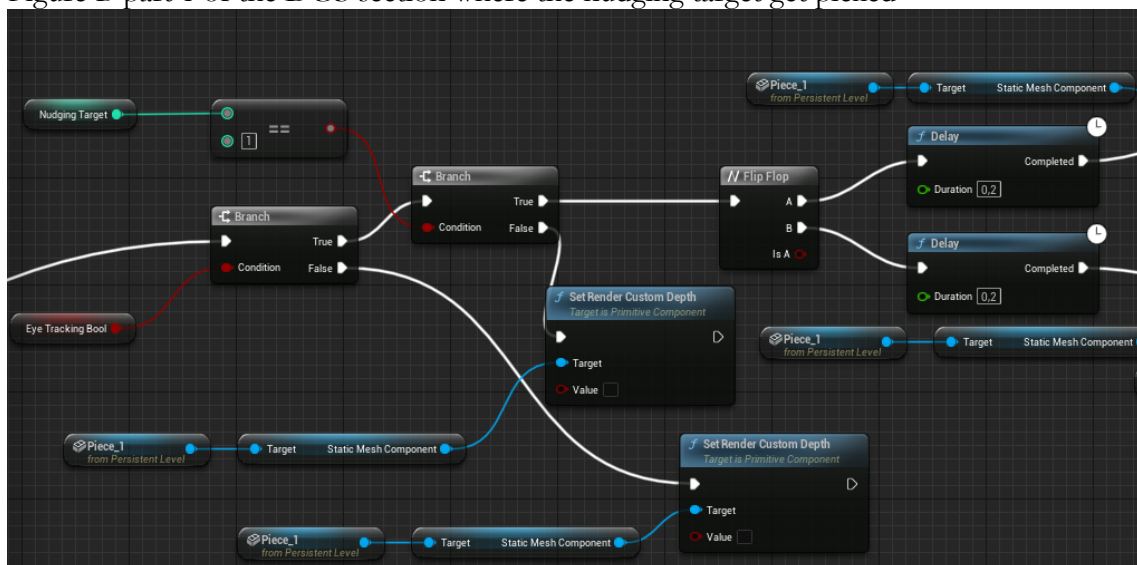 Figure part 1 of the section where the nudging target get picked
Piece_1
from Persistent Level
Target Static Mesh Component
Nudging Target
==
1
Delay
Completed
Duration 0,2
Branch
True
Condition False
Flip Flop
A
B
Is A
Branch
True
Condition False
Delay
Completed
Duration 0,2
Eye Tracking Bool
Set Render Custom Depth
Target is Primitive Component
Target
Value
Piece_1
from Persistent Level
Target Static Mesh Component
Piece_1
from Persistent Level
Target Static Mesh Component
Set Render Custom Depth
Target is Primitive Component
Target
Value
Piece_1
from Persistent Level
Target Static Mesh Component